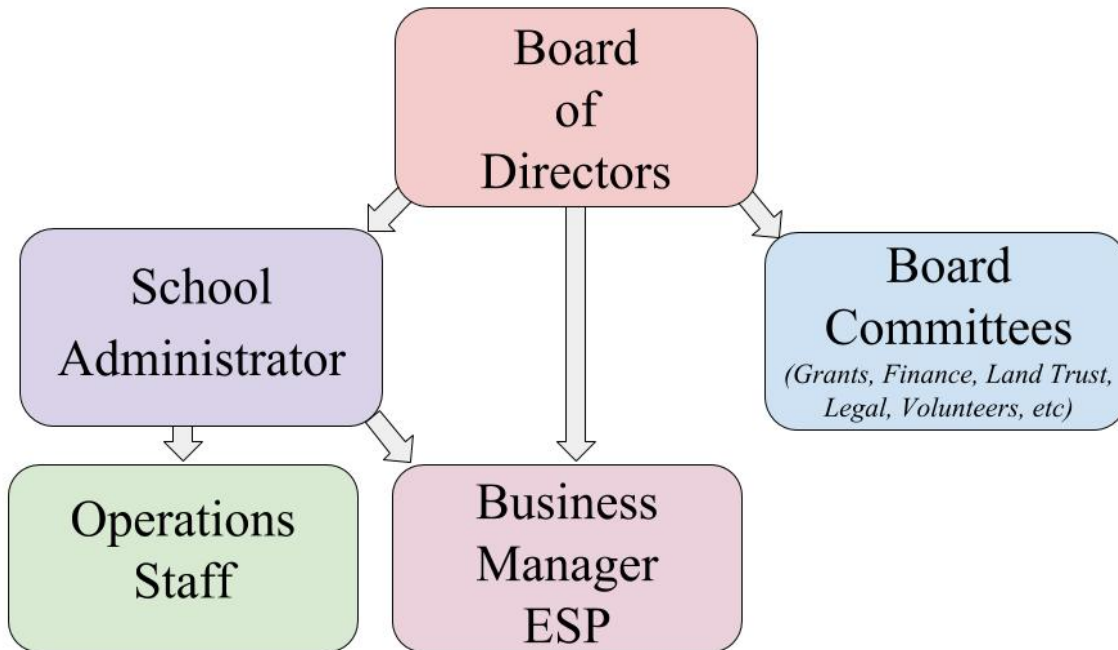 Board
of
Directors
School
Administrator
Board
Committees
(Grants, Finance, Land Trust,
Legal, Volunteers, etc)
Operations
Staff
Business
Manager
ESP